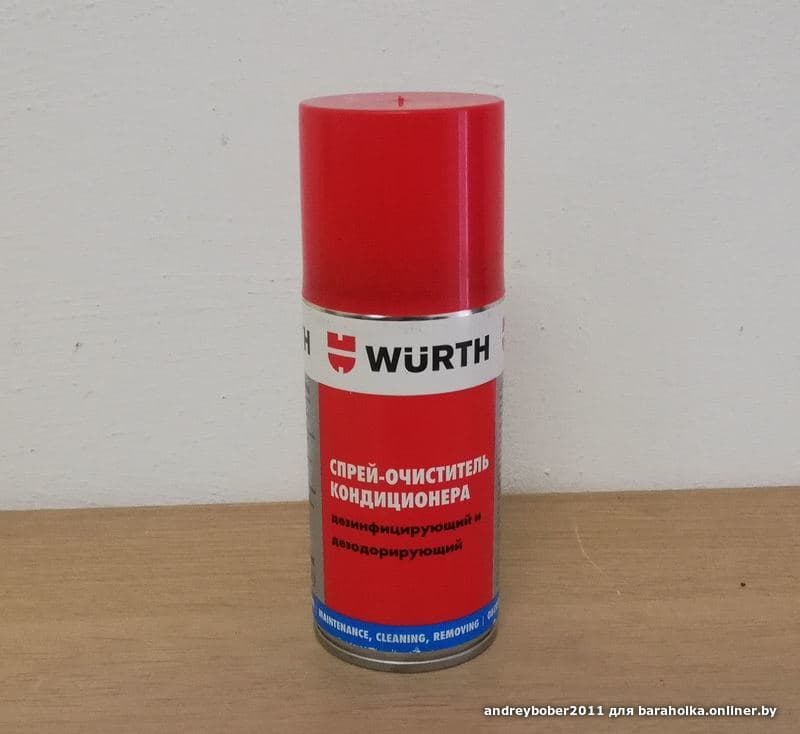 WÜRTH
СПРЕЙ-ОЧИСТИТЕЛЬ
КОНДИЦИОНЕРА
дезинфицирующий и
дезодорирующий
MAINTENANCE, CLEANING, REMOVING |
andreybober2011 для baraholka.onliner.by